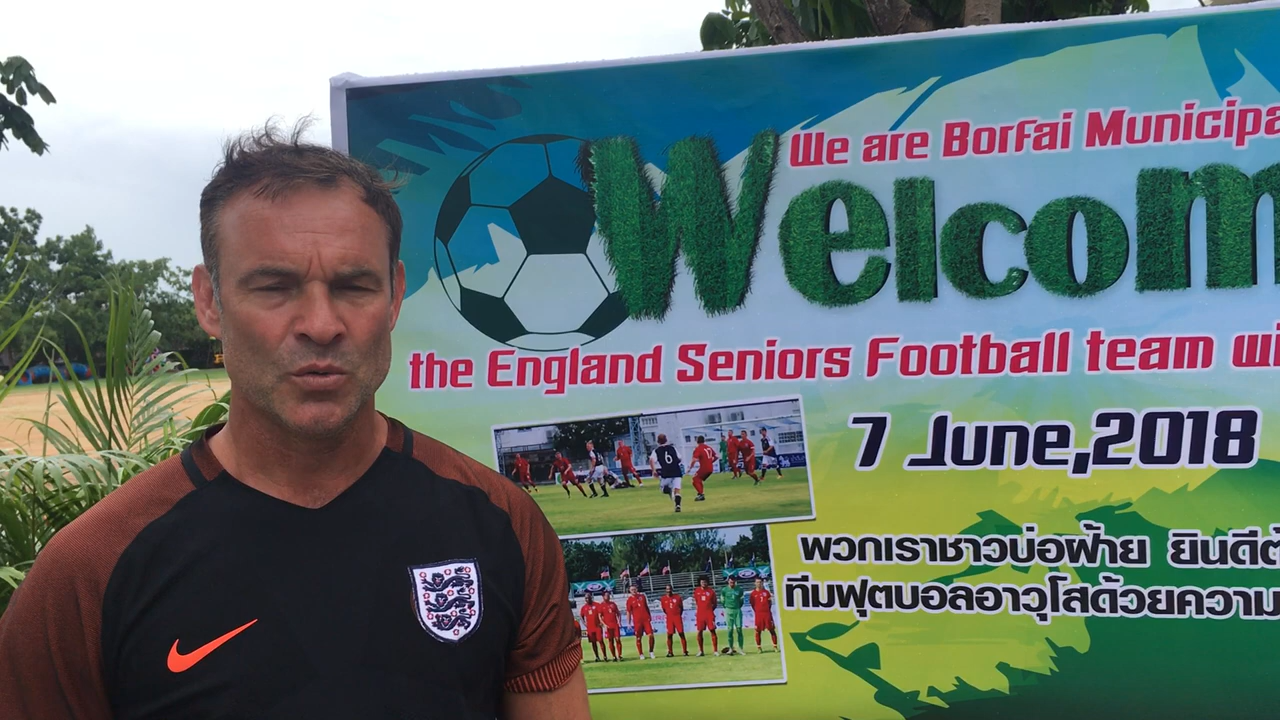 We are Borfai Municipa
Welcom
the England Seniors Football team wi
7 June,2018
พวกเราชาวบ่อฝ้าย ยินดีต้
ทีมฟุตบอลอาวุโสด้วยความ
6